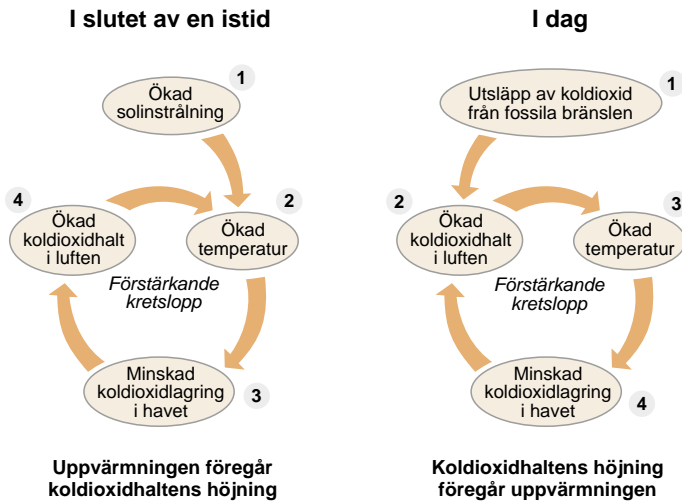 I slutet av en istid
1
Ökad
solinstrålning
4
Ökad
koldioxidhalt
i luften
2
Ökad
temperatur
Förstärkande
kretslopp
Minskad
koldioxidlagring
i havet
3
Uppvärmningen föregår
koldioxidhaltens höjning
I dag
1
Utsläpp av koldioxid
från fossila bränslen
2
Ökad
koldioxidhalt
i luften
3
Ökad
temperatur
Förstärkande
kretslopp
Minskad
koldioxidlagring
i havet
4
Koldioxidhaltens höjning
föregår uppvärmningen